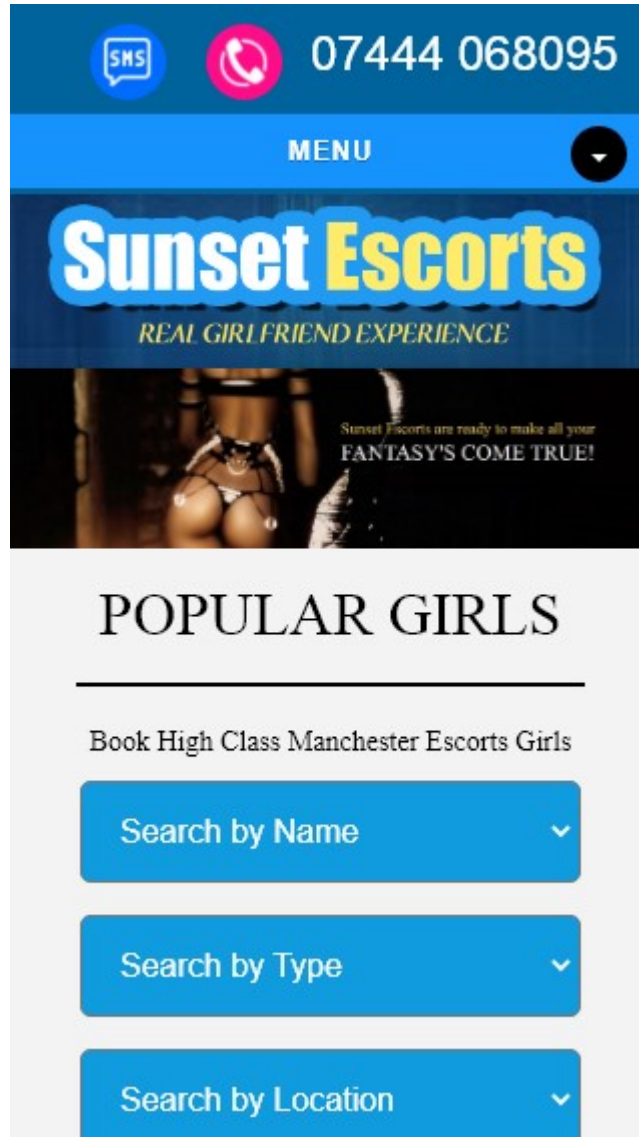 SMS
07444 068095
MENU
Sunset Escorts
REAL GIRLFRIEND EXPERIENCE
Sunset Escorts are ready to make all your
FANTASY'S COME TRUE!
POPULAR GIRLS
Book High Class Manchester Escorts Girls
Search by Name
Search by Type
Search by Location